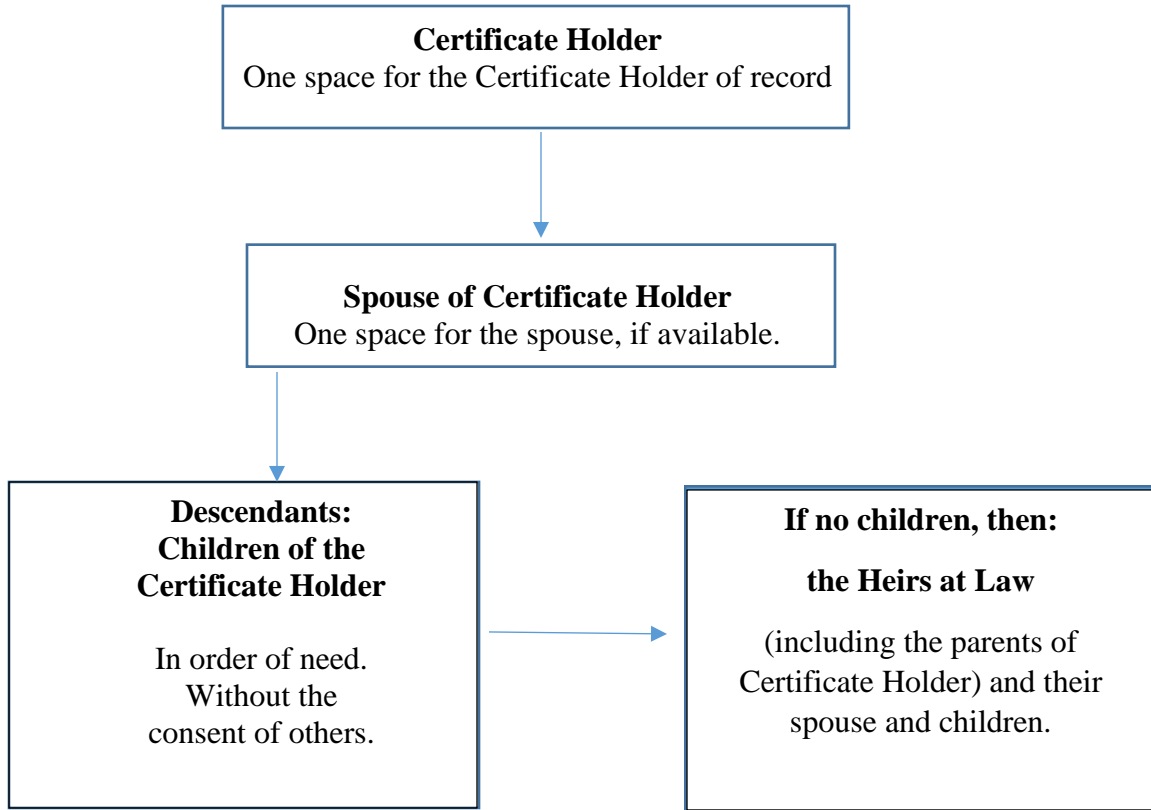 Certificate Holder
One space for the Certificate Holder of record
Spouse of Certificate Holder
One space for the spouse, if available.
Descendants:
Children of the
Certificate Holder
In order of need.
Without the
consent of others.
If no children, then:
the Heirs at Law
(including the parents of
Certificate Holder) and their
spouse and children.